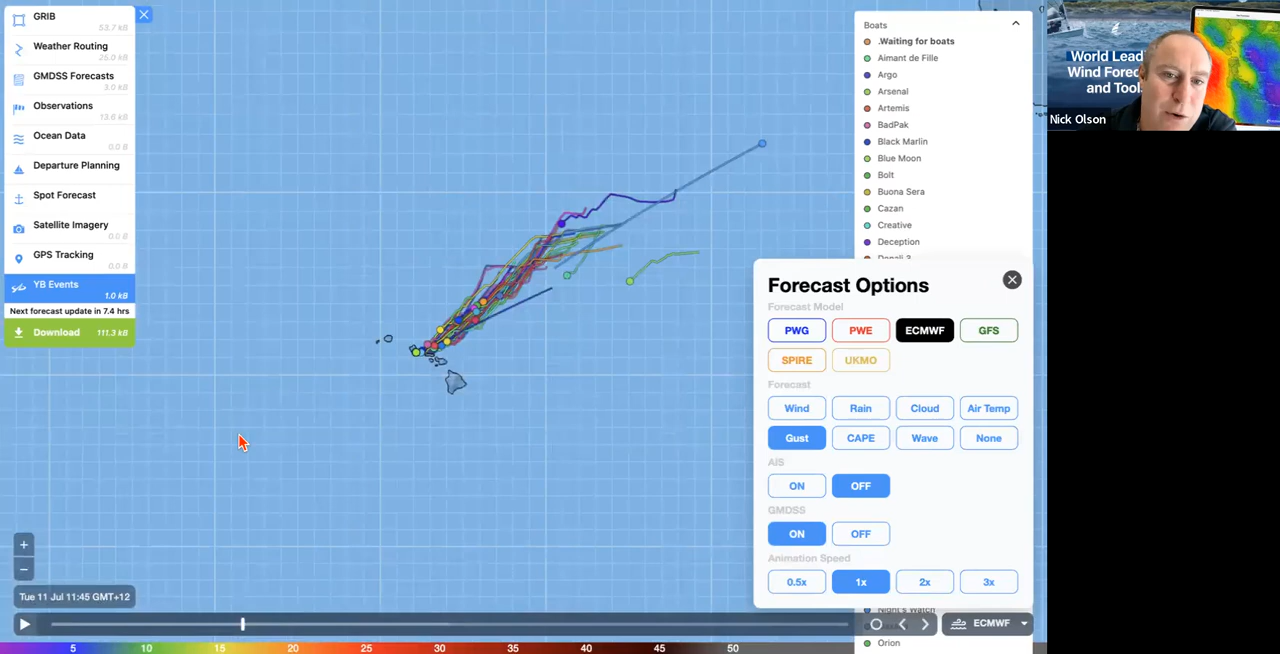 GRIB
53.7 kB
Weather Routing
25.0 kB
GMDSS Forecasts
3.0 kB
Observations
13.6 kB
Ocean Data
0.0 B
Departure Planning
Spot Forecast
Satellite Imagery
0.0 B
GPS Tracking
0.0 B
YB Events
1.0 kB
Next forecast update in 7.4 hrs
Download 111.3 kB
+
−
Tue 11 Jul 11:45 GMT+12
5 10 15 20 25 30 35 40 45 50
Boats
.Waiting for boats
Aimant de Fille
Argo
Arsenal
Artemis
BadPak
Black Marlin
Blue Moon
Bolt
Buona Sera
Cazan
Creative
Deception
Denali 3
Forecast Options
Forecast Model
PWG PWE ECMWF GFS
SPIRE UKMO
Forecast
Wind Rain Cloud Air Temp
Gust CAPE Wave None
AIS
ON OFF
GMDSS
ON OFF
Animation Speed
0.5x 1x 2x 3x
Night's Watch
ECMWF
Orion
World Lead
Wind Fore
and Tool
Nick Olson